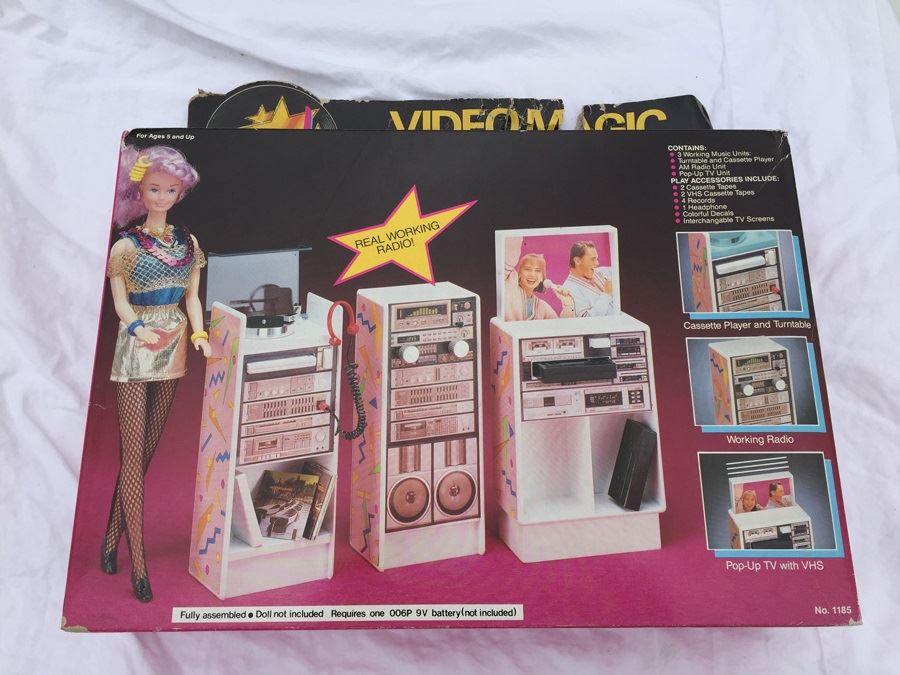 VIDEO MAGIC
For Ages 5 and Up
CONTAINS:
3 Working Music Units:
Turntable and Cassette Player
AM Radio Unit
Pop-Up TV Unit
PLAY ACCESSORIES INCLUDE:
2 Cassette Tapes
2 VHS Cassette Tapes
4 Records
1 Headphone
Colorful Decals
Interchangable TV Screens
REAL WORKING
RADIO!
Cassette Player and Turntable
Working Radio
Pop-Up TV with VHS
Fully assembled ● Doll not included Requires one 006P 9V battery(not included)
No. 1185